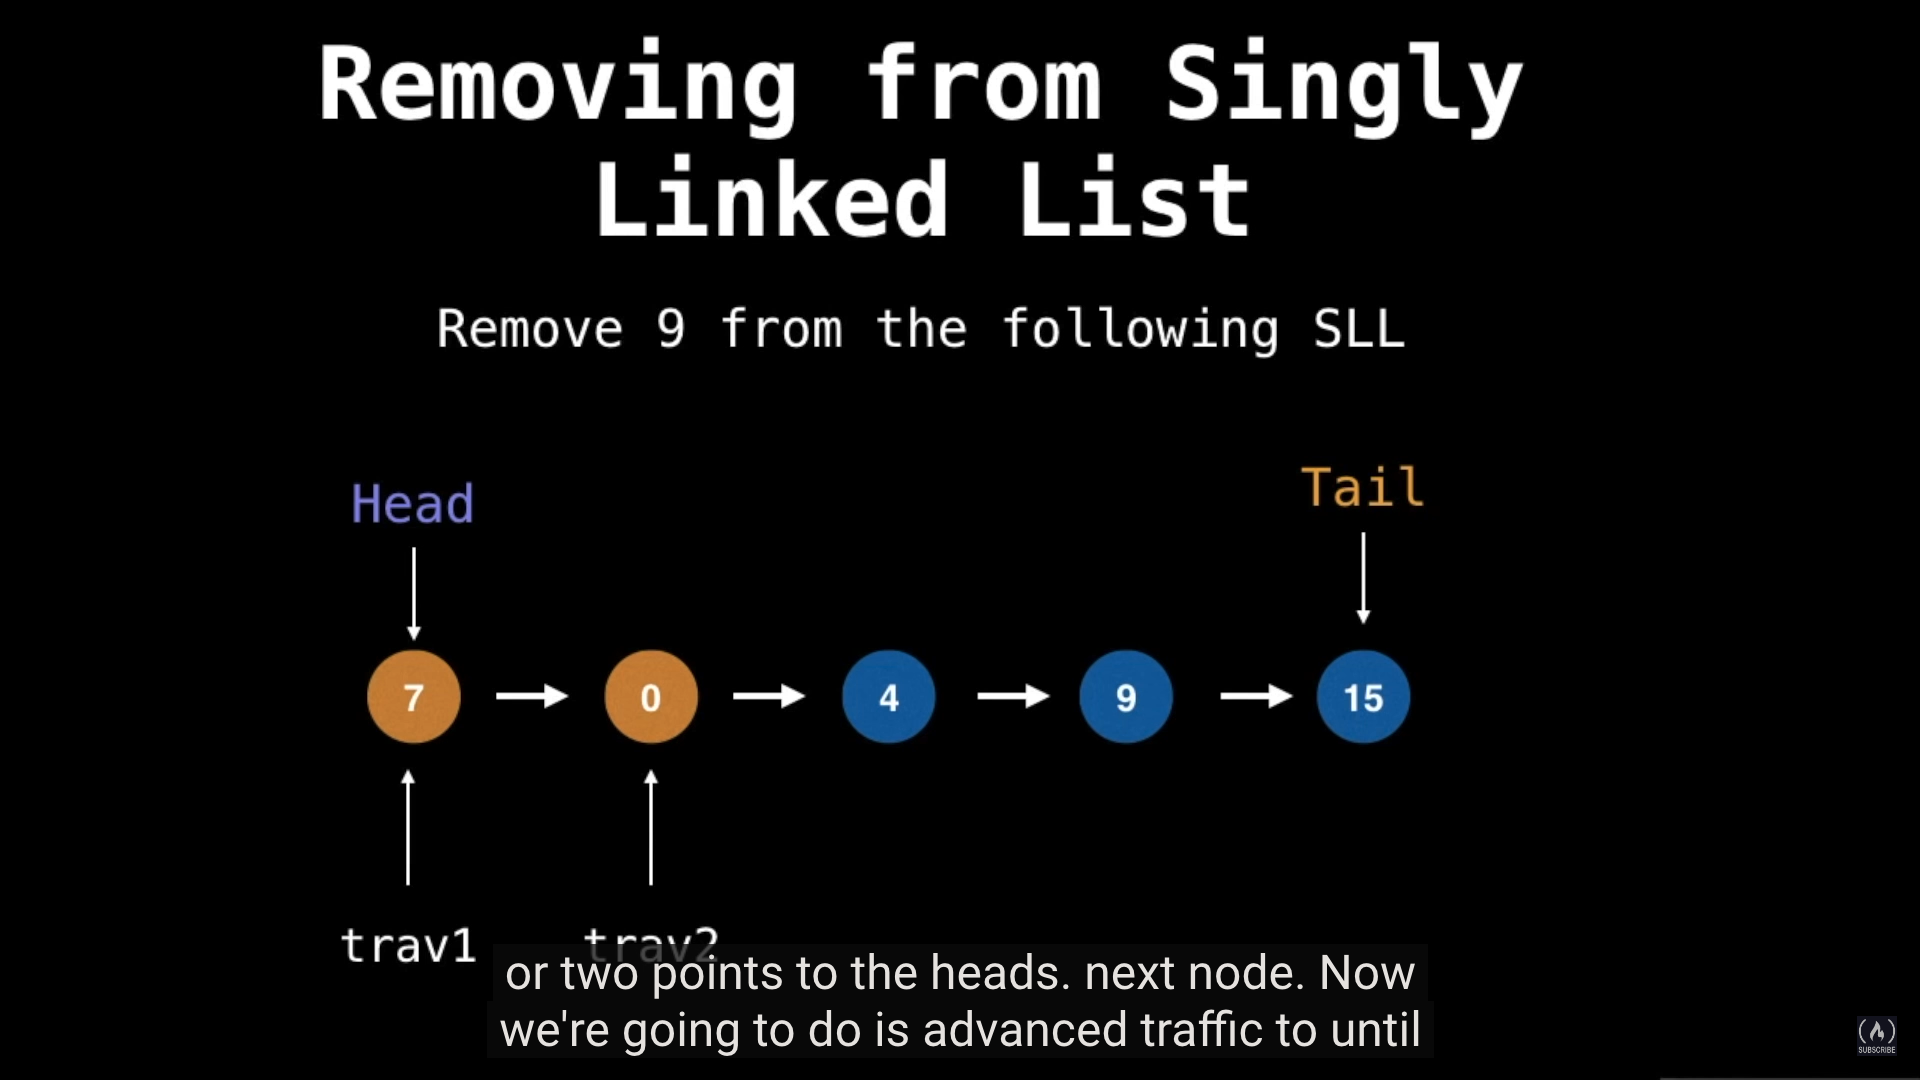 Removing from Singly
Linked List
Remove 9 from the following SLL
Head
Tail
7
0
4
9
15
trav1
trav2
or two points to the heads. next node. Now
we're going to do is advanced traffic to until
SUBSCRIBE